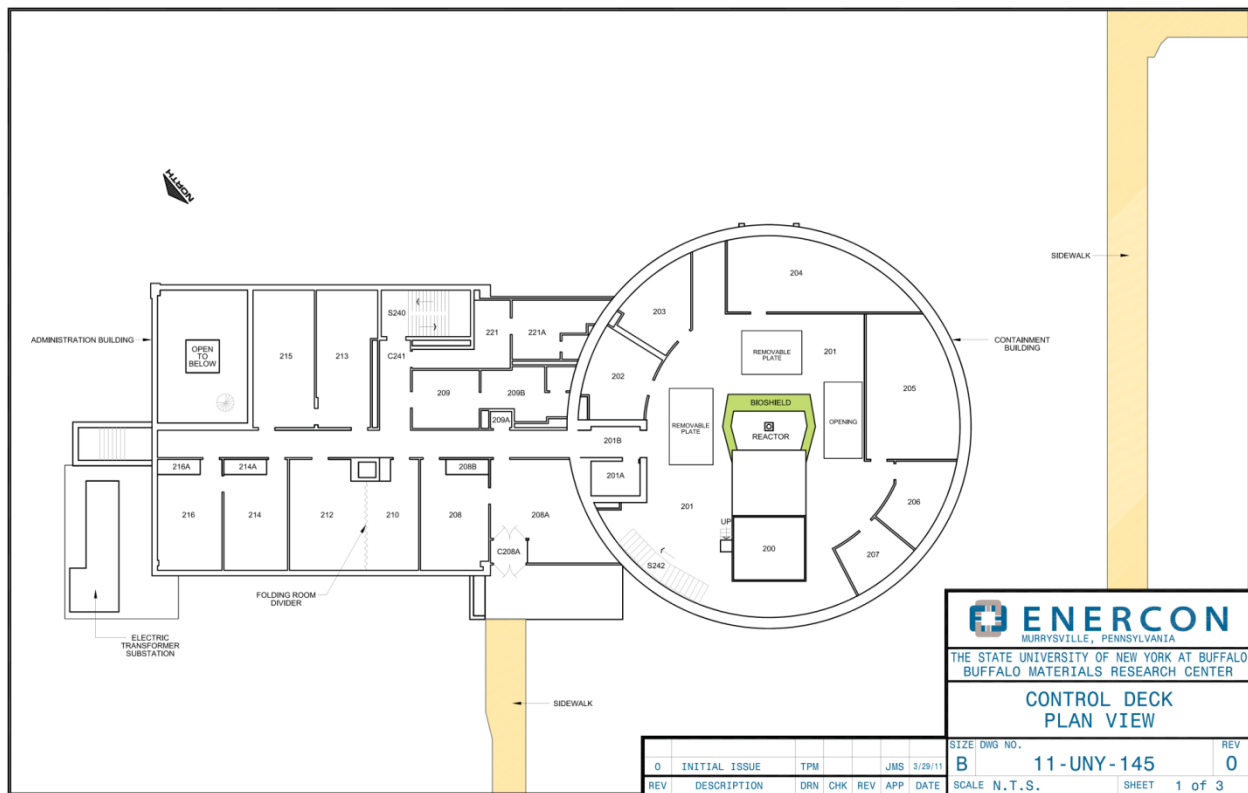 NORTH
SIDEWALK
204
203
S240
221
221A
ADMINISTRATION BUILDING
CONTAINMENT
BUILDING
OPEN
TO
BELOW
215
213
C241
REMOVABLE
PLATE
201
202
205
209
209B
BIOSHIELD
209A
REMOVABLE
PLATE
OPENING
REACTOR
201B
216A
214A
208B
201A
206
216
214
212
210
208
208A
201
UP
200
207
C208A
S242
FOLDING ROOM
DIVIDER
ELECTRIC
TRANSFORMER
SUBSTATION
SIDEWALK
ENERCON
MURRYSVILLE, PENNSYLVANIA
THE STATE UNIVERSITY OF NEW YORK AT BUFFALO
BUFFALO MATERIALS RESEARCH CENTER
CONTROL DECK
PLAN VIEW
SIZE DWG NO. REV
B 11-UNY-145 0
SCALE N.T.S. SHEET 1 of 3
0 INITIAL ISSUE TPM JMS 3/29/11
REV DESCRIPTION DRN CHK REV APP DATE